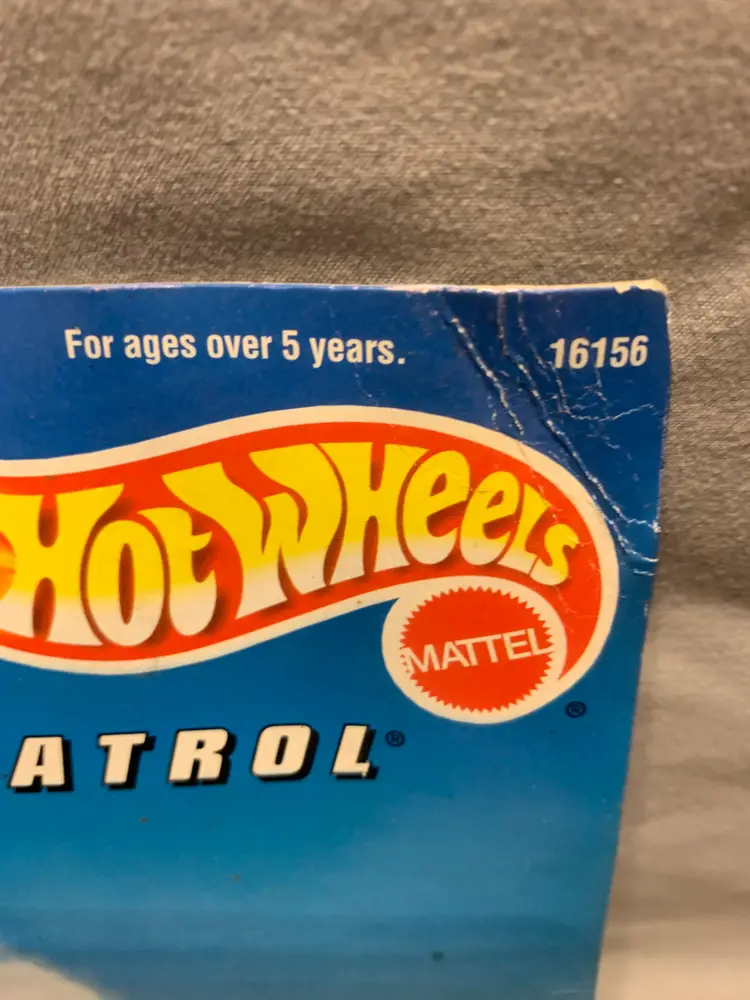 For ages over 5 years.
16156
HOT WHEELS
MATTEL
®
ATROL®